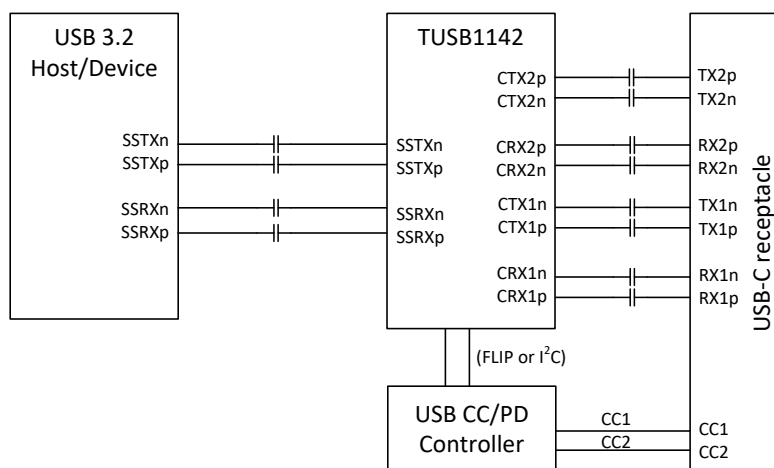 USB 3.2
Host/Device
SSTXn
SSTXp
SSRXn
SSRXp
TUSB1142
SSTXn
SSTXp
SSRXn
SSRXp
CTX2p
CTX2n
CRX2p
CRX2n
CTX1n
CTX1p
CRX1n
CRX1p
TX2p
TX2n
RX2p
RX2n
TX1n
TX1p
RX1n
RX1p
USB-C receptacle
(FLIP or I²C)
USB CC/PD
Controller
CC1
CC2
CC1
CC2